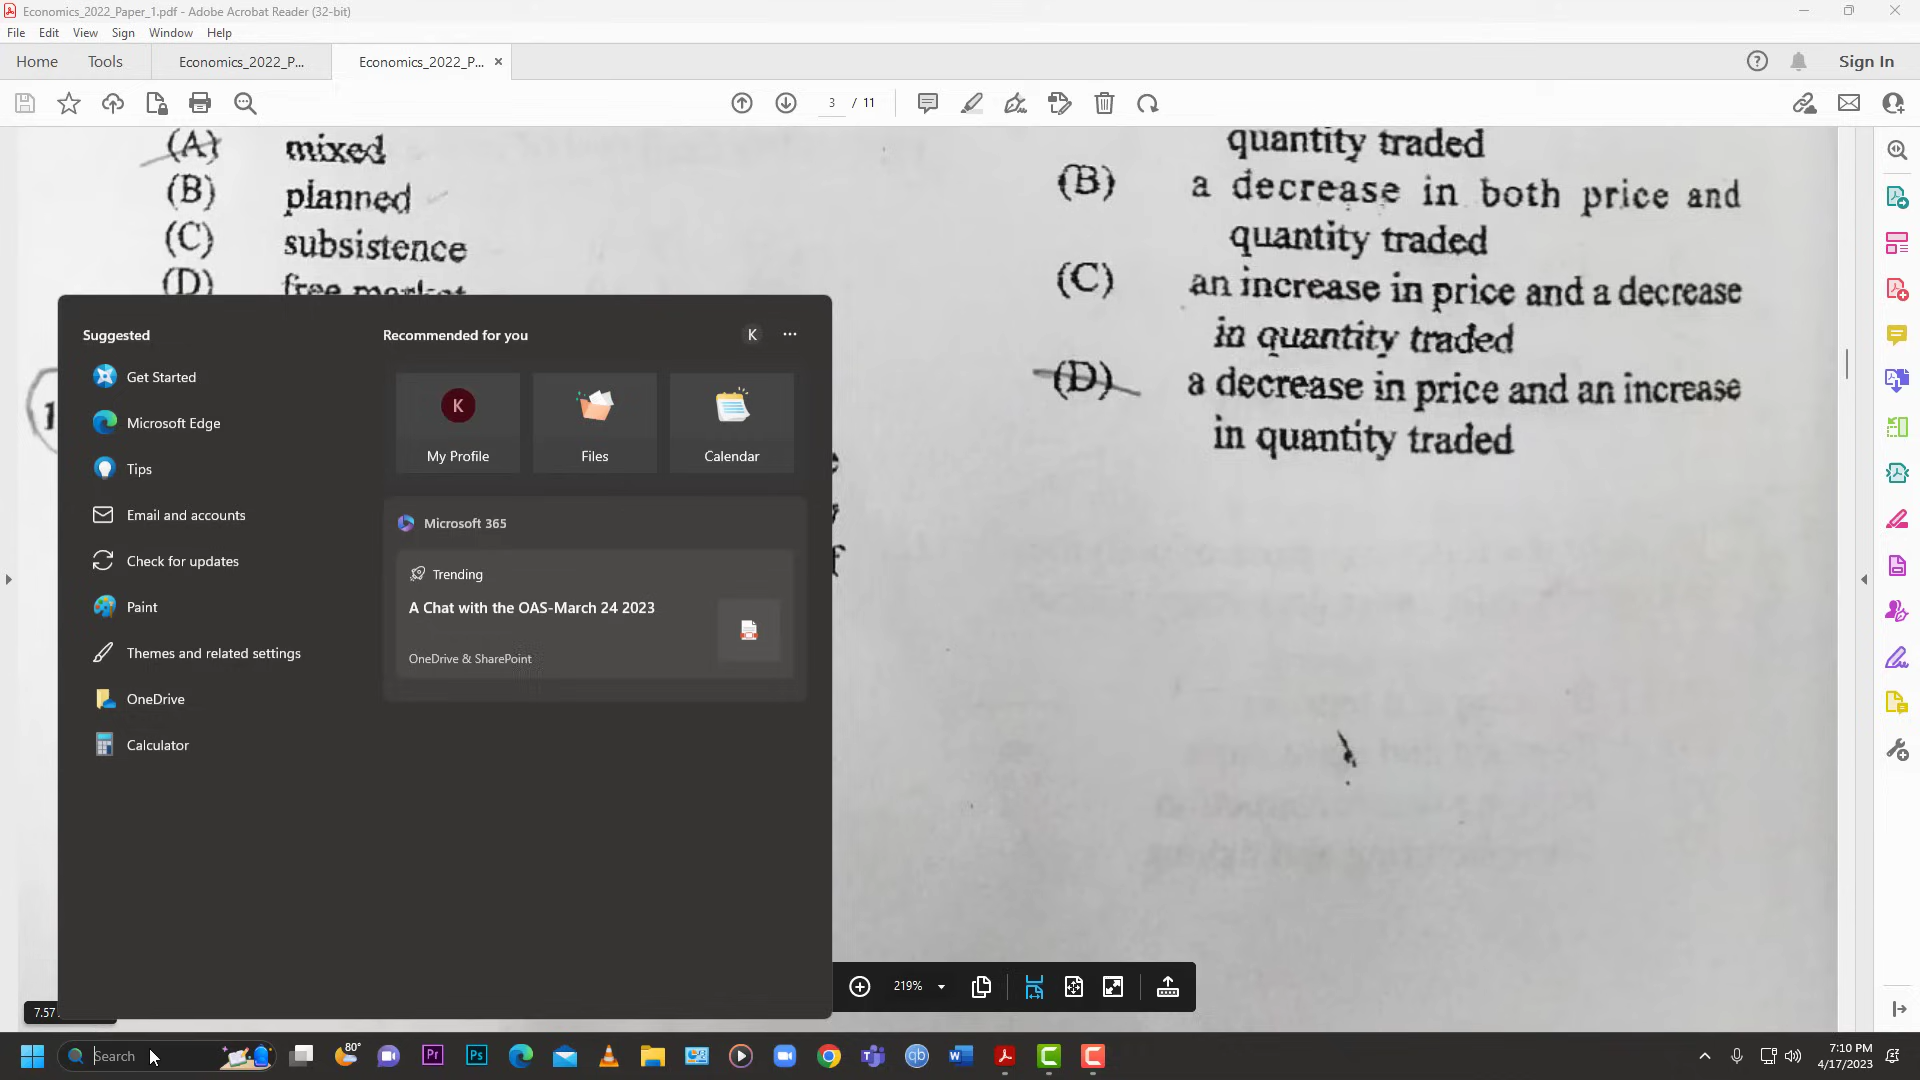 Economics_2022_Paper_1.pdf - Adobe Acrobat Reader (32-bit)
File Edit View Sign Window Help
Home Tools Economics_2022_P... Economics_2022_P... Sign In
3 / 11
(A) mixed
(B) planned
(C) subsistence
(D) free market
quantity traded
(B) a decrease in both price and
quantity traded
(C) an increase in price and a decrease
in quantity traded
(D) a decrease in price and an increase
in quantity traded
Suggested
Get Started
Microsoft Edge
Tips
Email and accounts
Check for updates
Paint
Themes and related settings
OneDrive
Calculator
Recommended for you K
K
My Profile Files Calendar
Microsoft 365
Trending
A Chat with the OAS-March 24 2023
OneDrive & SharePoint
219%
7.57
Search
80°
7:10 PM
4/17/2023